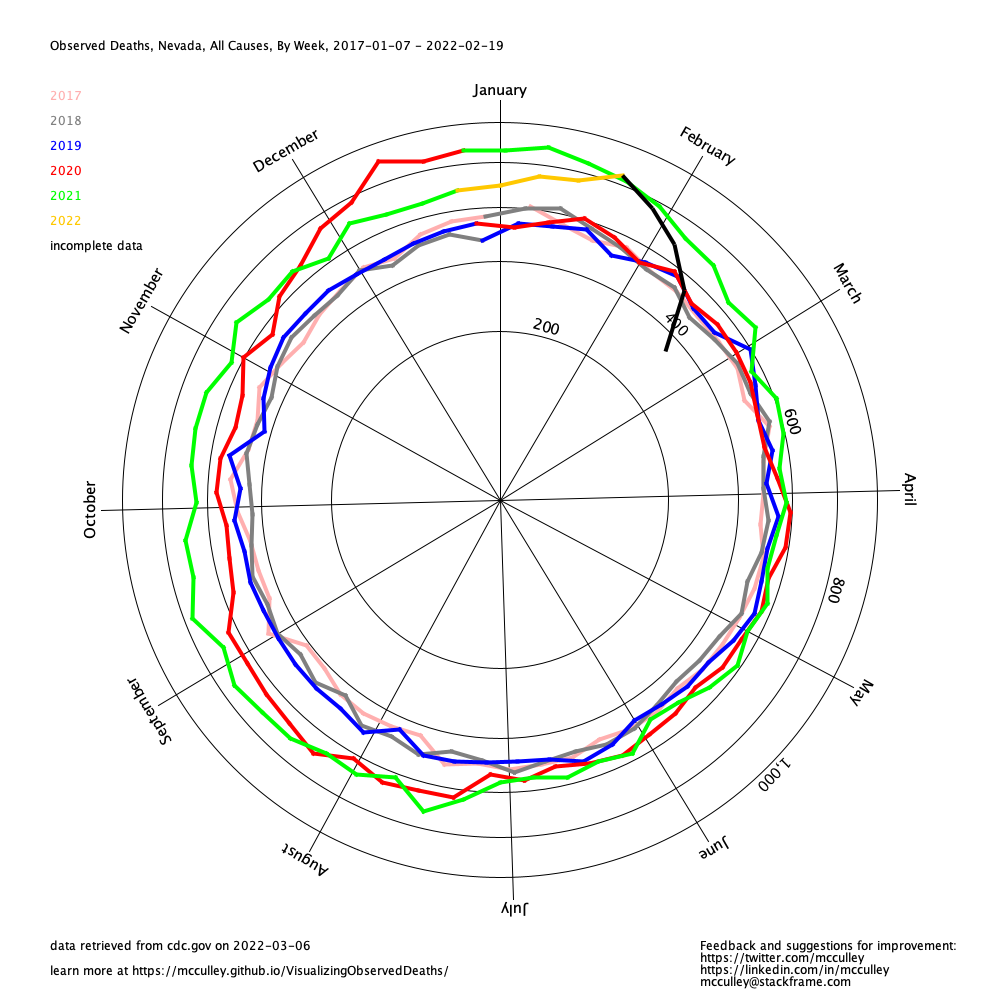 Observed Deaths, Nevada, All Causes, By Week, 2017-01-07 - 2022-02-19
January
2017
2018
2019
2020
2021
2022
incomplete data
December
February
November
March
200
400
600
October
April
800
September
May
1,000
August
June
July
data retrieved from cdc.gov on 2022-03-06
learn more at https://mcculley.github.io/VisualizingObservedDeaths/
Feedback and suggestions for improvement:
https://twitter.com/mcculley
https://linkedin.com/in/mcculley
mcculley@stackframe.com